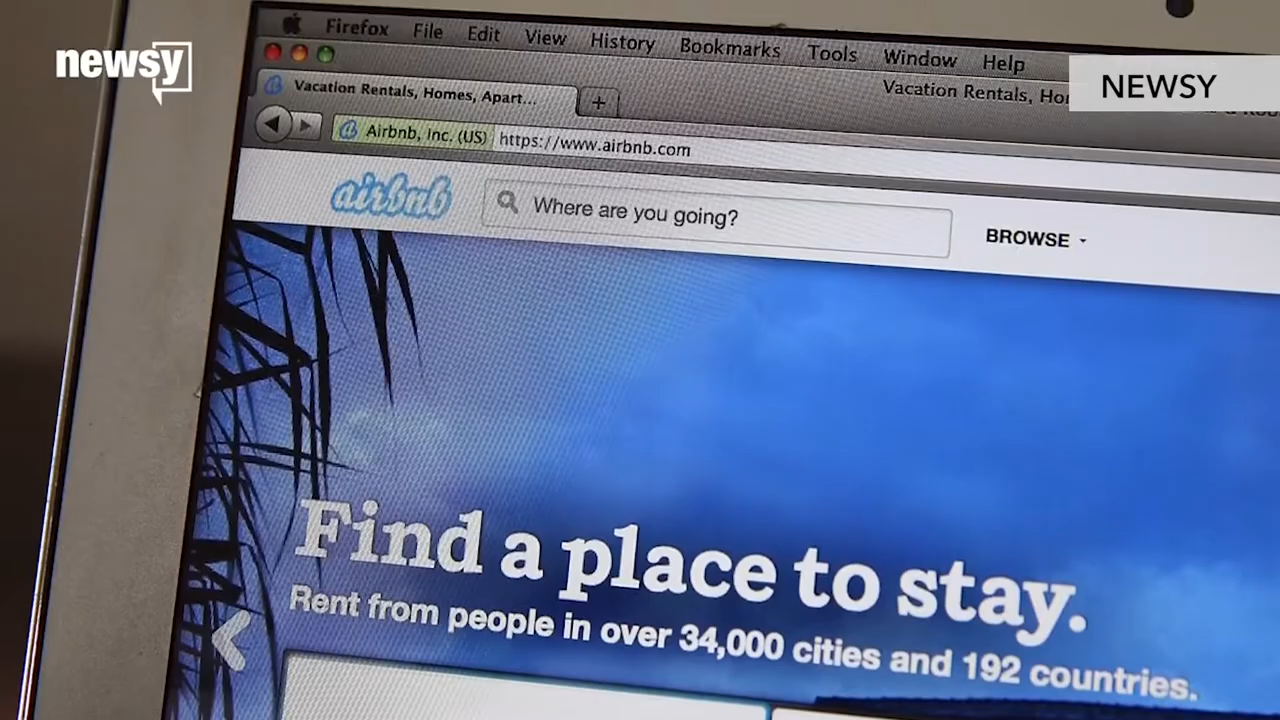 newsy
NEWSY
Firefox File Edit View History Bookmarks Tools Window Help
Vacation Rentals, Homes, Apart...
+
Vacation Rentals, Ho
Airbnb, Inc. (US) https://www.airbnb.com
airbnb
Where are you going?
BROWSE
Find a place to stay.
Rent from people in over 34,000 cities and 192 countries.